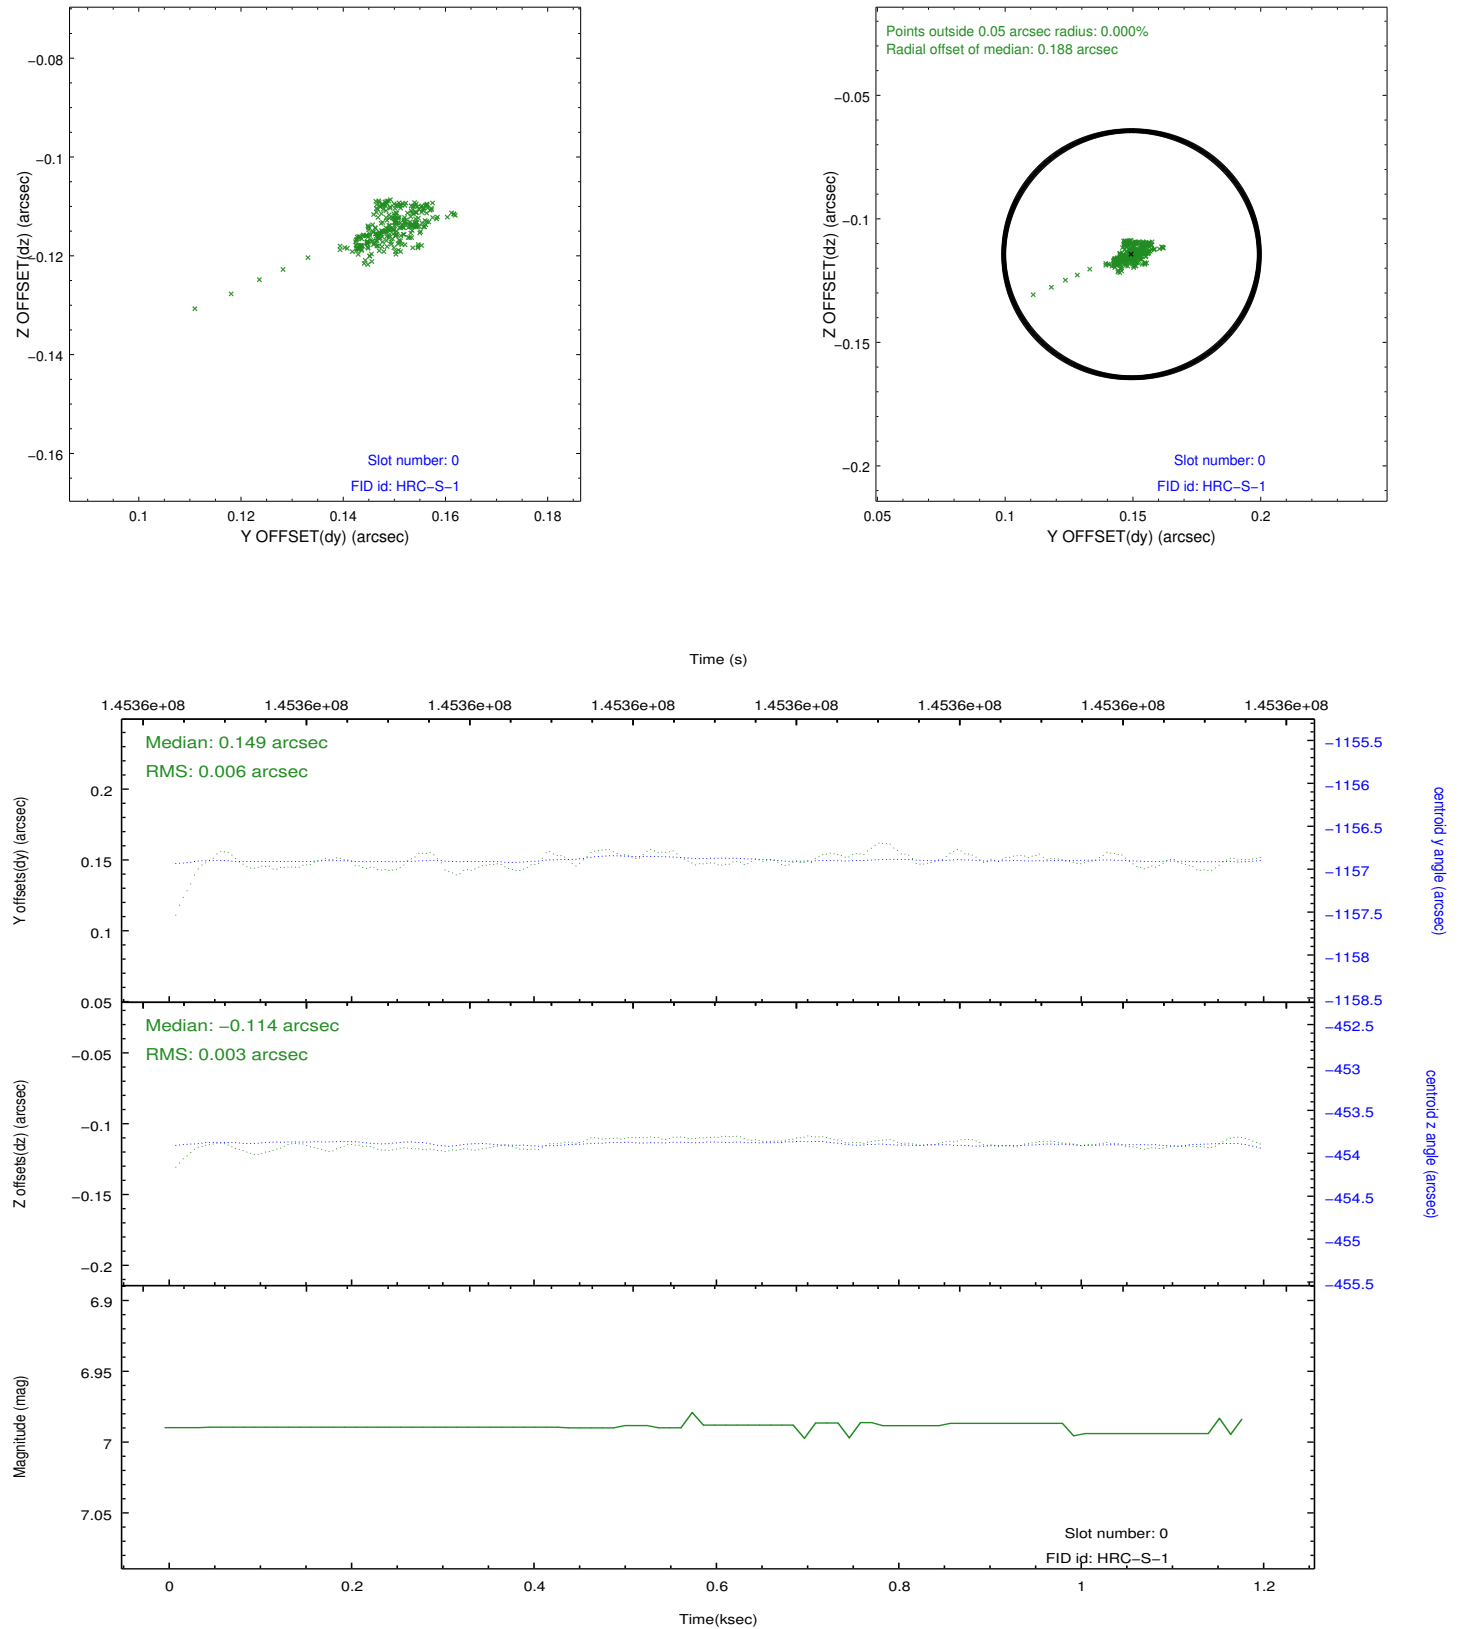 −0.08
−0.1
−0.12
−0.14
−0.16
Z OFFSET(dz) (arcsec)
Slot number: 0
FID id: HRC−S−1
0.1 0.12 0.14 0.16 0.18
Y OFFSET(dy) (arcsec)
Points outside 0.05 arcsec radius: 0.000%
Radial offset of median: 0.188 arcsec
−0.05
−0.1
−0.15
−0.2
Z OFFSET(dz) (arcsec)
Slot number: 0
FID id: HRC−S−1
0.05 0.1 0.15 0.2
Y OFFSET(dy) (arcsec)
Time (s)
1.4536e+08 1.4536e+08 1.4536e+08 1.4536e+08 1.4536e+08 1.4536e+08 1.4536e+08 1.4536e+08
Median: 0.149 arcsec
RMS: 0.006 arcsec
0.2
0.15
0.1
0.05
Y offsets(dy) (arcsec)
−1155.5
−1156
−1156.5
−1157
−1157.5
−1158
−1158.5
centroid y angle (arcsec)
Median: −0.114 arcsec
RMS: 0.003 arcsec
−0.05
−0.1
−0.15
−0.2
Z offsets(dz) (arcsec)
−452.5
−453
−453.5
−454
−454.5
−455
−455.5
centroid z angle (arcsec)
6.9
6.95
7
7.05
Magnitude (mag)
Slot number: 0
FID id: HRC−S−1
0 0.2 0.4 0.6 0.8 1 1.2
Time(ksec)